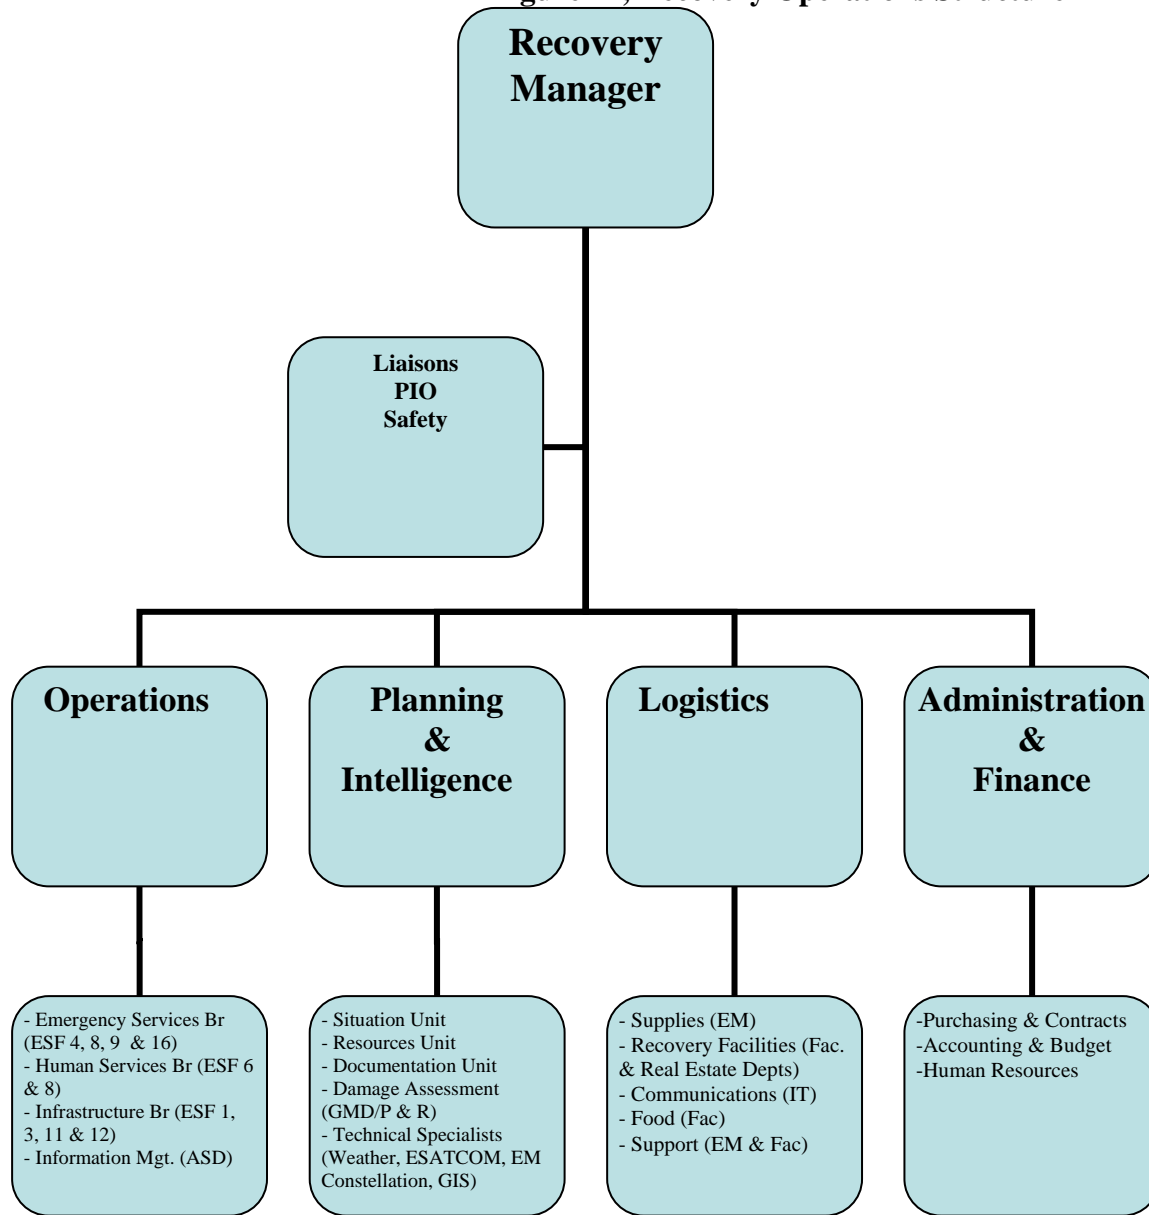 Recovery Operations Structure
Recovery
Manager
Liaisons
PIO
Safety
Operations
Planning
&
Intelligence
Logistics
Administration
&
Finance
- Emergency Services Br
(ESF 4, 8, 9 & 16)
- Human Services Br (ESF 6
& 8)
- Infrastructure Br (ESF 1,
3, 11 & 12)
- Information Mgt. (ASD)
- Situation Unit
- Resources Unit
- Documentation Unit
- Damage Assessment
(GMD/P & R)
- Technical Specialists
(Weather, ESATCOM, EM
Constellation, GIS)
- Supplies (EM)
- Recovery Facilities (Fac.
& Real Estate Depts)
- Communications (IT)
- Food (Fac)
- Support (EM & Fac)
-Purchasing & Contracts
-Accounting & Budget
-Human Resources